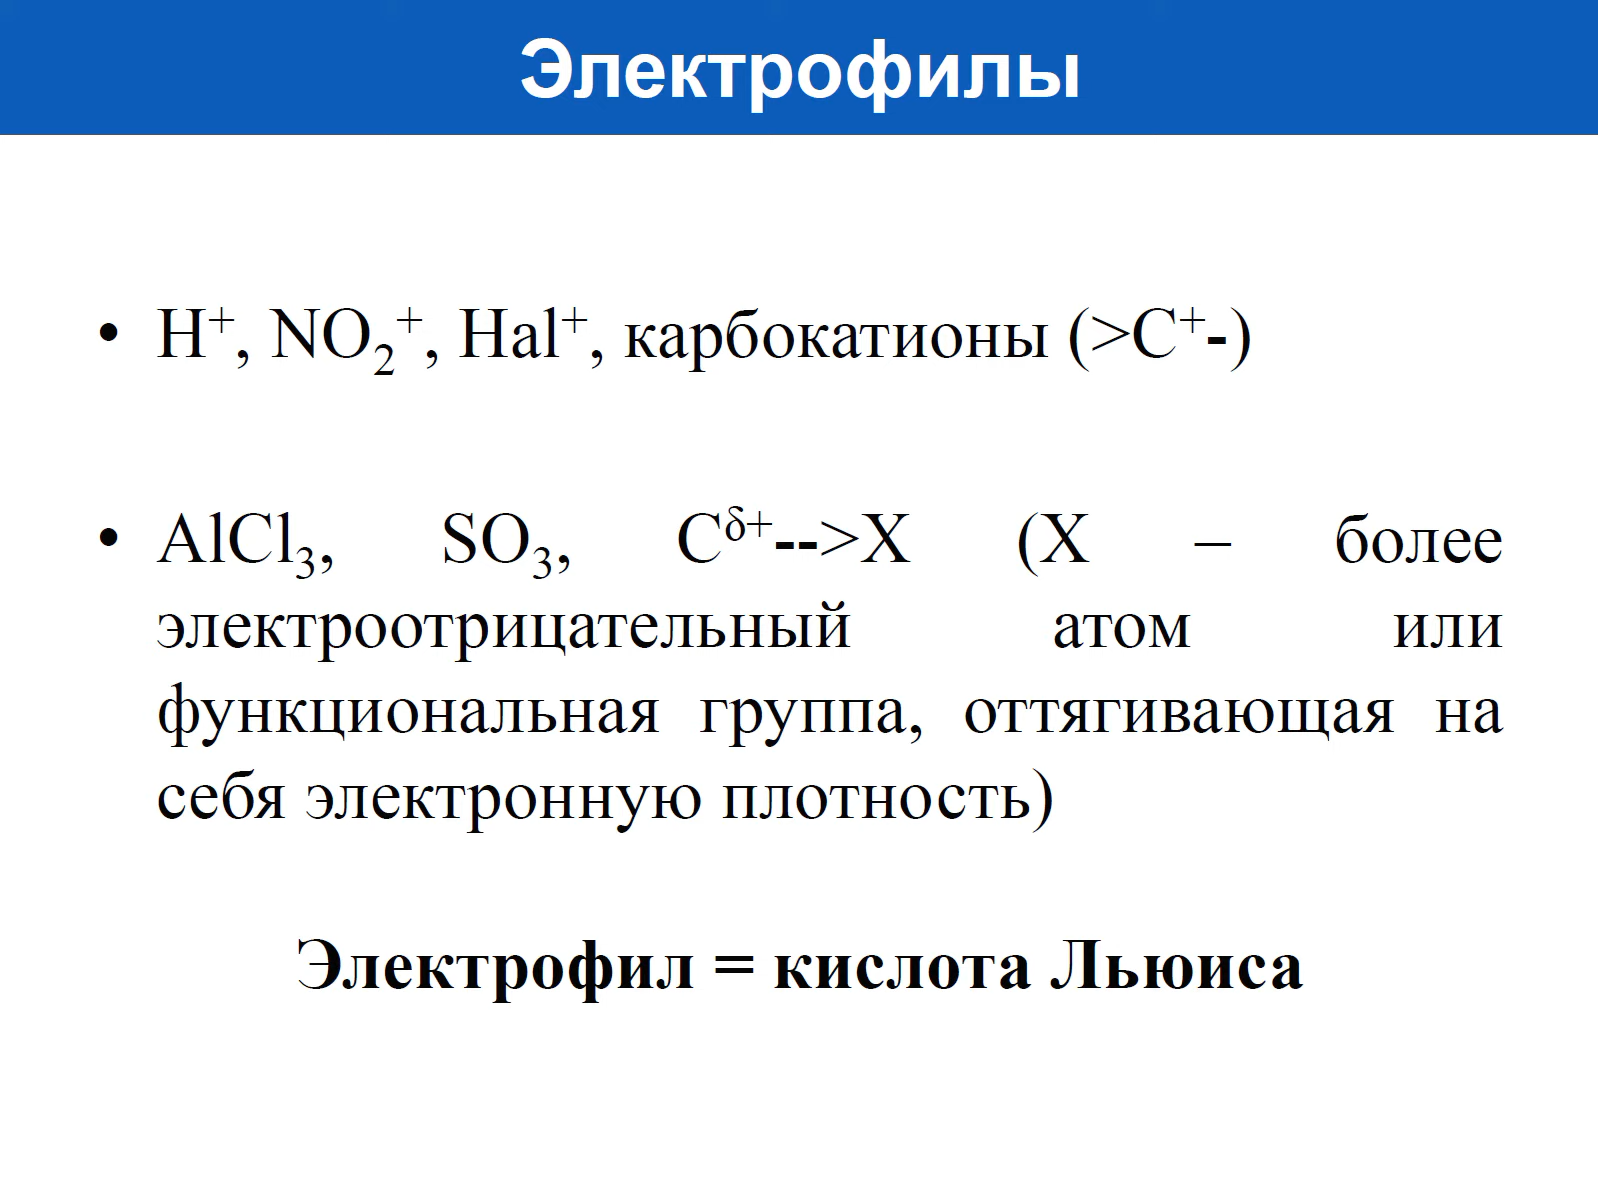 Электрофилы
• H⁺, NO₂⁺, Hal⁺, карбокатионы (>C⁺-)
• AlCl₃, SO₃, Cᵟ⁺-->X (X – более
электроотрицательный атом или
функциональная группа, оттягивающая на
себя электронную плотность)
Электрофил = кислота Льюиса